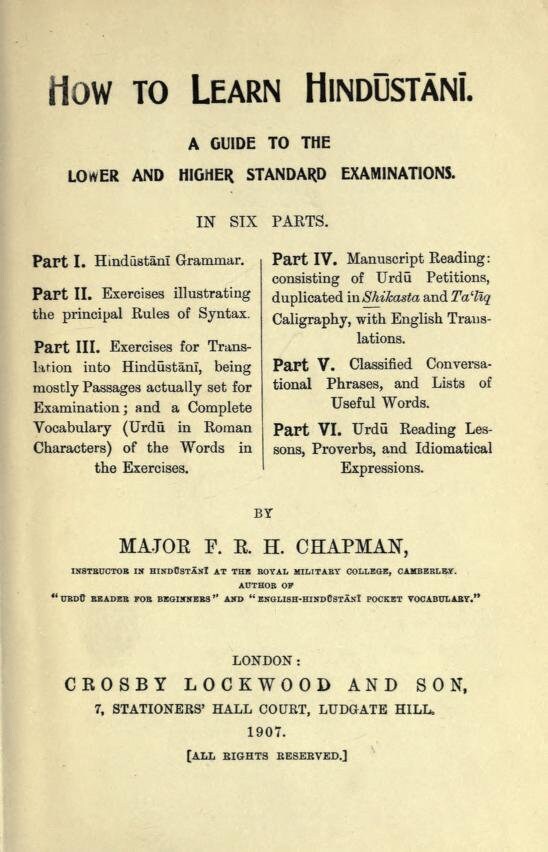 HOW TO LEARN HINDŪSTĀNĪ.
A GUIDE TO THE
LOWER AND HIGHER STANDARD EXAMINATIONS.
IN SIX PARTS.
Part I. Hindūstānī Grammar.
Part II. Exercises illustrating
the principal Rules of Syntax.
Part III. Exercises for Trans-
lation into Hindūstānī, being
mostly Passages actually set for
Examination; and a Complete
Vocabulary (Urdū in Roman
Characters) of the Words in
the Exercises.
Part IV. Manuscript Reading:
consisting of Urdū Petitions,
duplicated in Shikasta and Ta‘līq
Caligraphy, with English Trans-
lations.
Part V. Classified Conversa-
tional Phrases, and Lists of
Useful Words.
Part VI. Urdū Reading Les-
sons, Proverbs, and Idiomatical
Expressions.
BY
MAJOR F. R. H. CHAPMAN,
INSTRUCTOR IN HINDŪSTĀNĪ AT THE ROYAL MILITARY COLLEGE, CAMBERLEY.
AUTHOR OF
“URDŪ READER FOR BEGINNERS” AND “ENGLISH-HINDŪSTĀNĪ POCKET VOCABULARY.”
LONDON:
CROSBY LOCKWOOD AND SON,
7, STATIONERS’ HALL COURT, LUDGATE HILL.
1907.
[ALL RIGHTS RESERVED.]